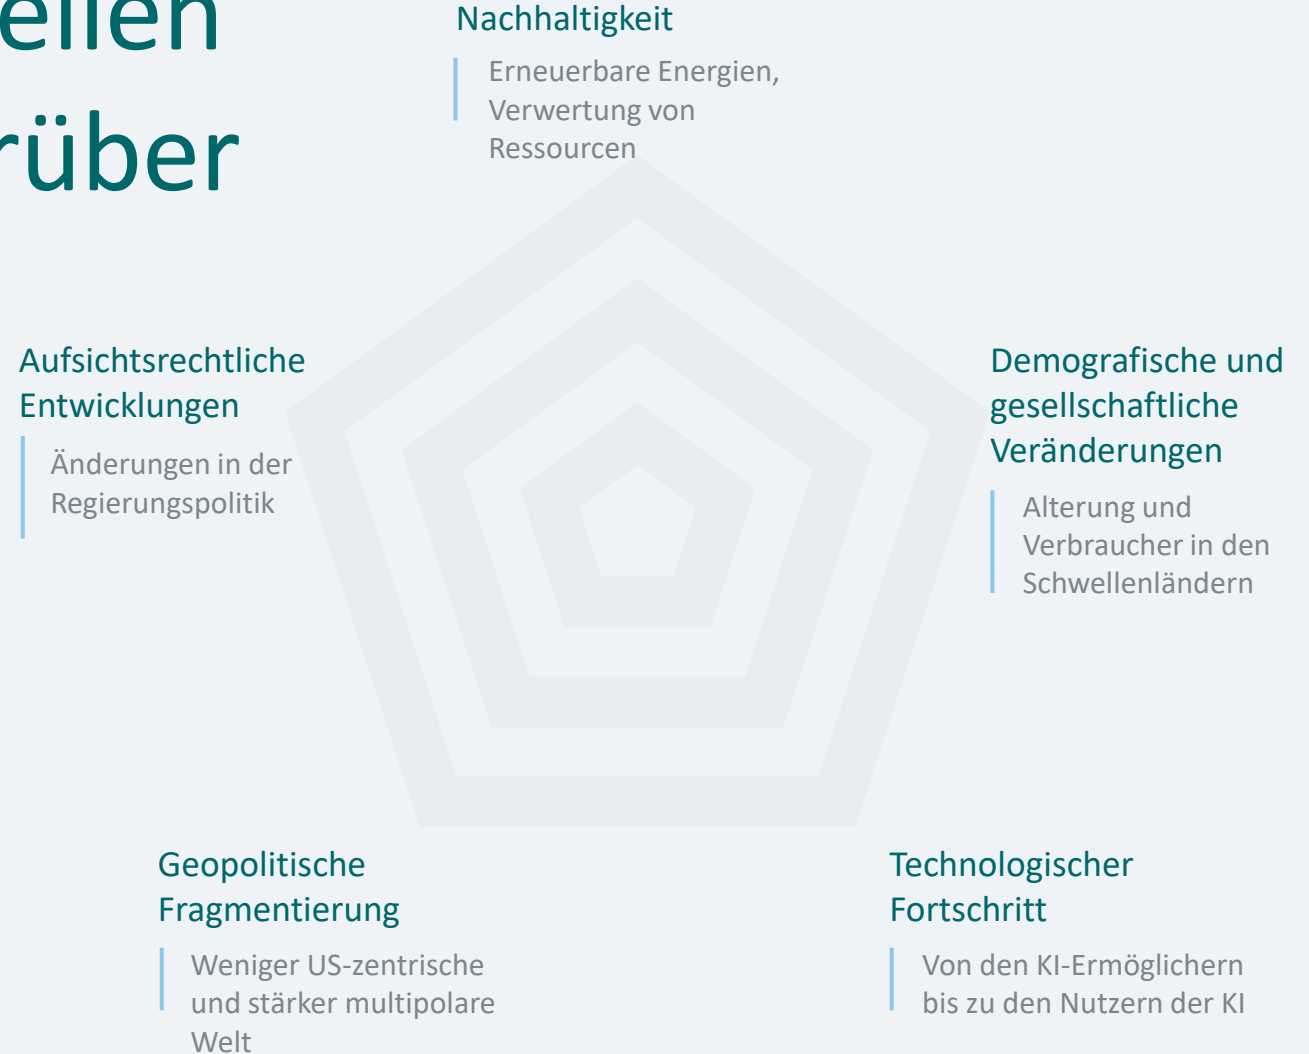 ellen
rüber
Nachhaltigkeit
Erneuerbare Energien,
Verwertung von
Ressourcen
Aufsichtsrechtliche
Entwicklungen
Änderungen in der
Regierungspolitik
Demografische und
gesellschaftliche
Veränderungen
Alterung und
Verbraucher in den
Schwellenländern
Geopolitische
Fragmentierung
Weniger US-zentrische
und stärker multipolare
Welt
Technologischer
Fortschritt
Von den KI-Ermöglichern
bis zu den Nutzern der KI